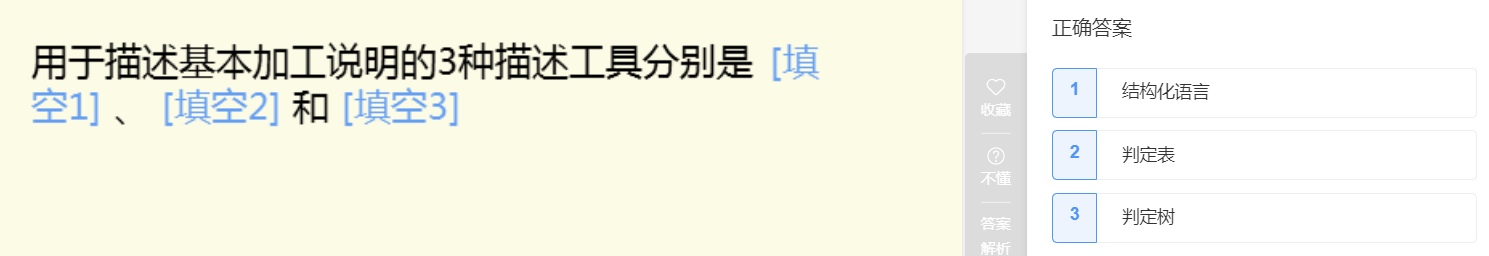 用于描述基本加工说明的3种描述工具分别是 [填
空1] 、 [填空2] 和 [填空3]
收藏
不懂
答案
解析
正确答案
1 结构化语言
2 判定表
3 判定树